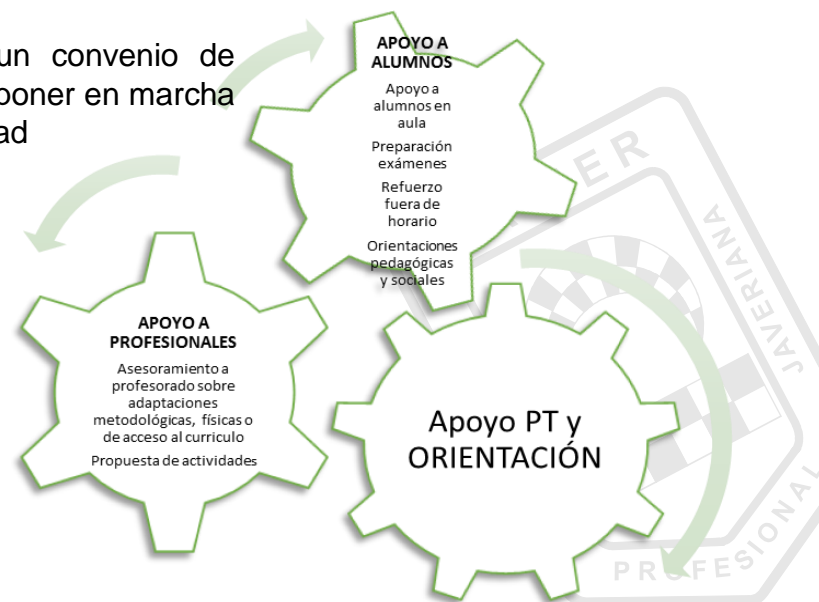 un convenio de
poner en marcha
APOYO A
ALUMNOS
Apoyo a
alumnos en
aula
Preparación
exámenes
Refuerzo
fuera de
horario
Orientaciones
pedagógicas
y sociales
APOYO A
PROFESIONALES
Asesoramiento a
profesorado sobre
adaptaciones
metodológicas, físicas o
de acceso al curriculo
Propuesta de actividades
Apoyo PT y
ORIENTACIÓN
JAVERIANA